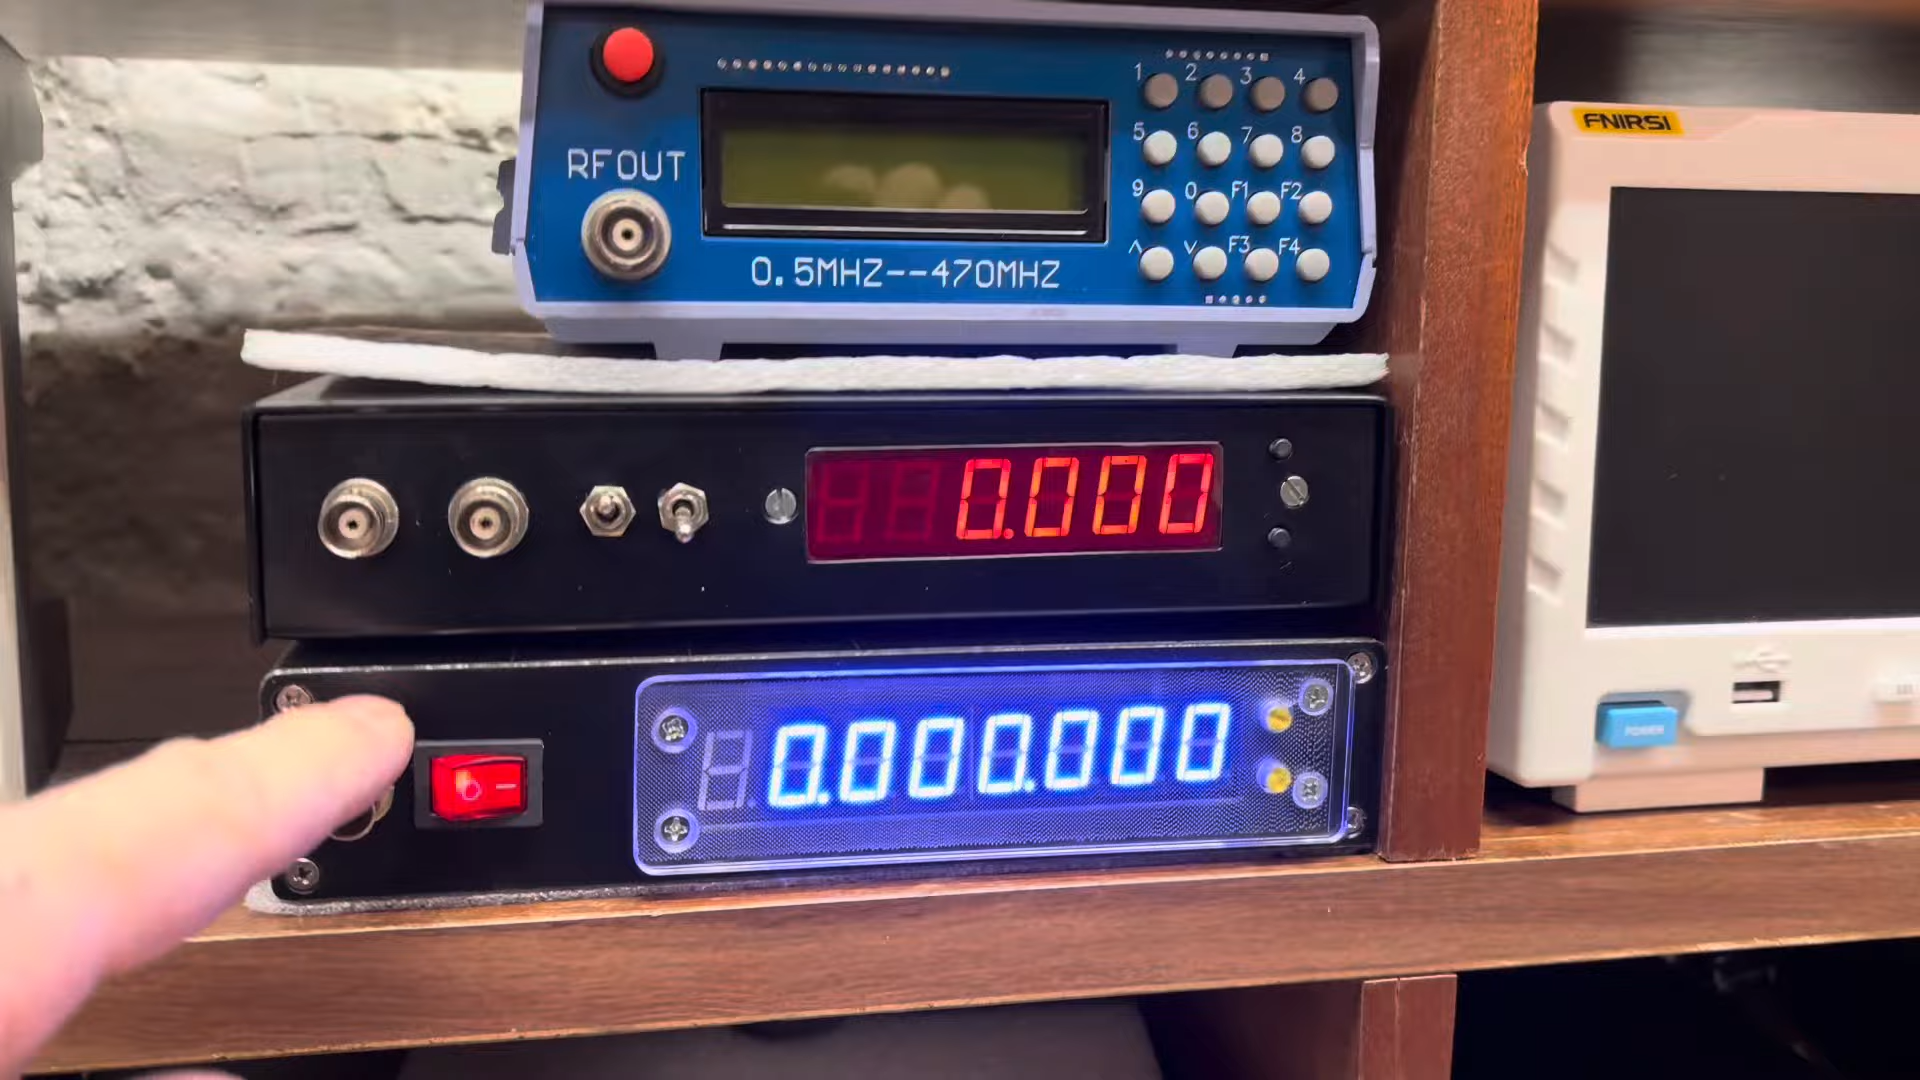 1 2 3 4
5 6 7 8
RF OUT
9 0 F1 F2
^ v F3 F4
0.5MHZ--470MHZ
FNIRSI
0.000
0.000.000
POWER